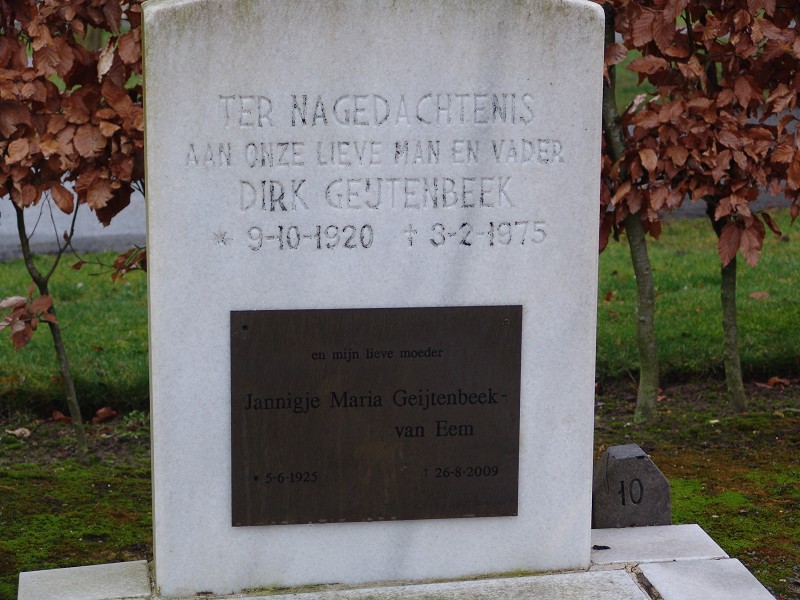 TER NAGEDACHTENIS
AAN ONZE LIEVE MAN EN VADER
DIRK GEIJTENBEEK
* 9-10-1920 † 3-2-1975
en mijn lieve moeder
Jannigje Maria Geijtenbeek-
van Eem
* 5-6-1925 † 26-8-2009
10